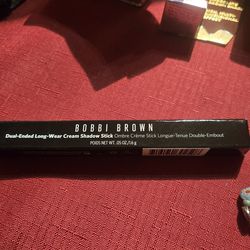 BOBBI BROWN
Dual-Ended Long-Wear Cream Shadow Stick Ombre Crème Stick Longue-Tenue Double-Embout
POIDS NET WT. .05 OZ./1.6 g